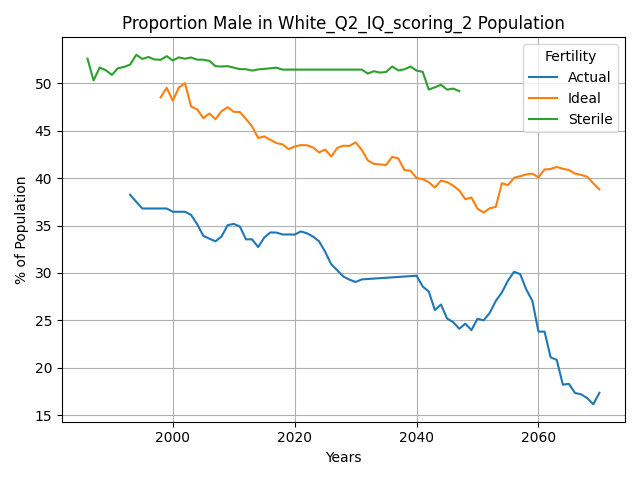 Proportion Male in White_Q2_IQ_scoring_2 Population
Fertility
Actual
Ideal
Sterile
% of Population
50
45
40
35
30
25
20
15
2000
2020
2040
2060
Years